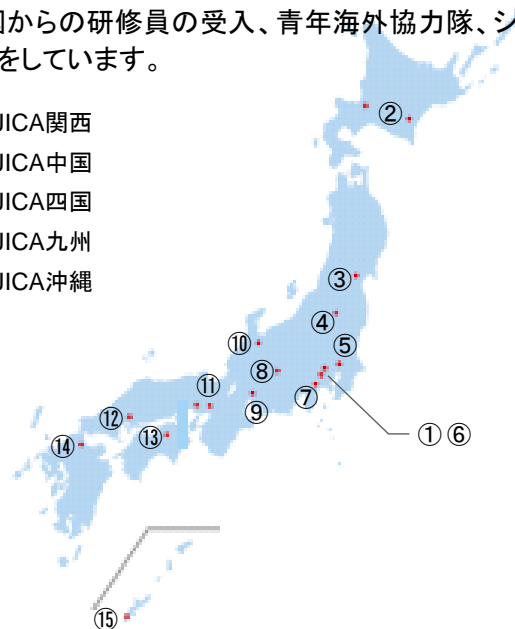 国からの研修員の受入、青年海外協力隊、シ
をしています。
JICA関西
JICA中国
JICA四国
JICA九州
JICA沖縄
②
③
④
⑤
⑩
⑧
⑪
⑦
⑨
⑫
⑬
① ⑥
⑭
⑮